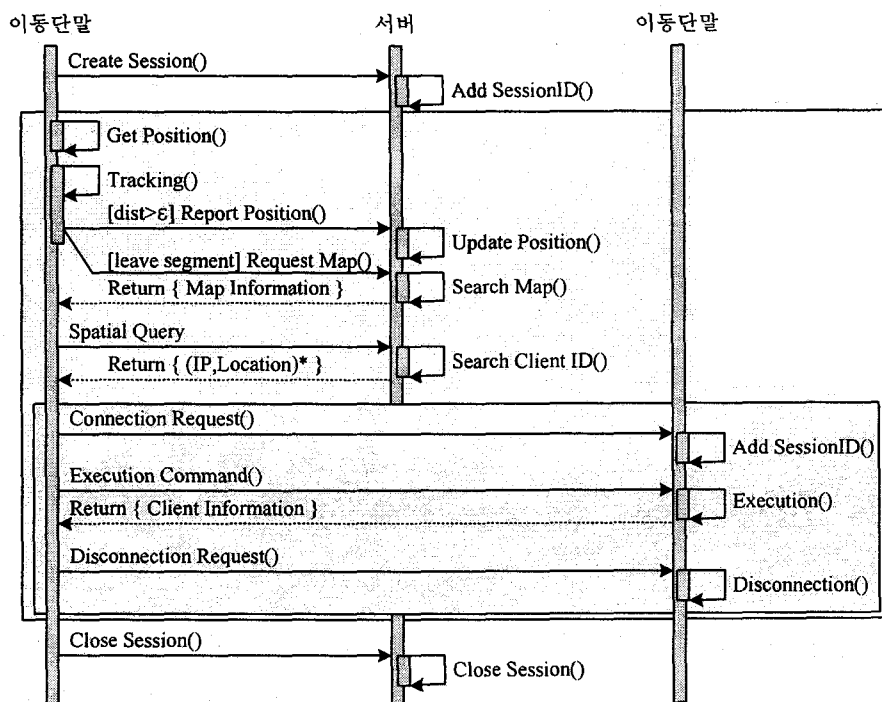 이동단말
서버
이동단말
Create Session()
Add SessionID()
Get Position()
Tracking()
[dist>ε] Report Position()
Update Position()
[leave segment] Request Map()
Return { Map Information }
Search Map()
Spatial Query
Return { (IP,Location)* }
Search Client ID()
Connection Request()
Add SessionID()
Execution Command()
Return { Client Information }
Execution()
Disconnection Request()
Disconnection()
Close Session()
Close Session()